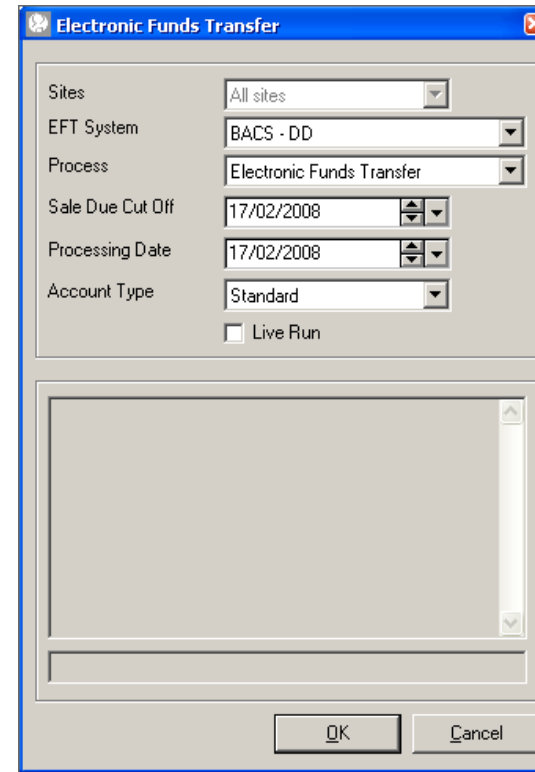 Electronic Funds Transfer
Sites All sites
EFT System BACS - DD
Process Electronic Funds Transfer
Sale Due Cut Off 17/02/2008
Processing Date 17/02/2008
Account Type Standard
Live Run
OK Cancel